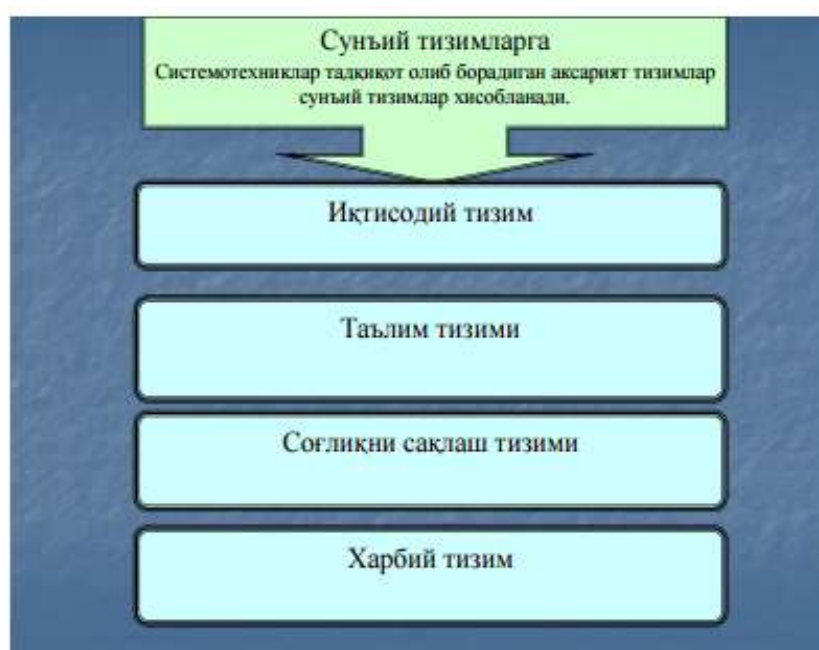 Сунъий тизимларга
Системотехниклар тадқиқот олиб борадиган аксарият тизимлар
сунъий тизимлар хисобланади.
Иқтисодий тизим
Таълим тизими
Соғлиқни сақлаш тизими
Харбий тизим